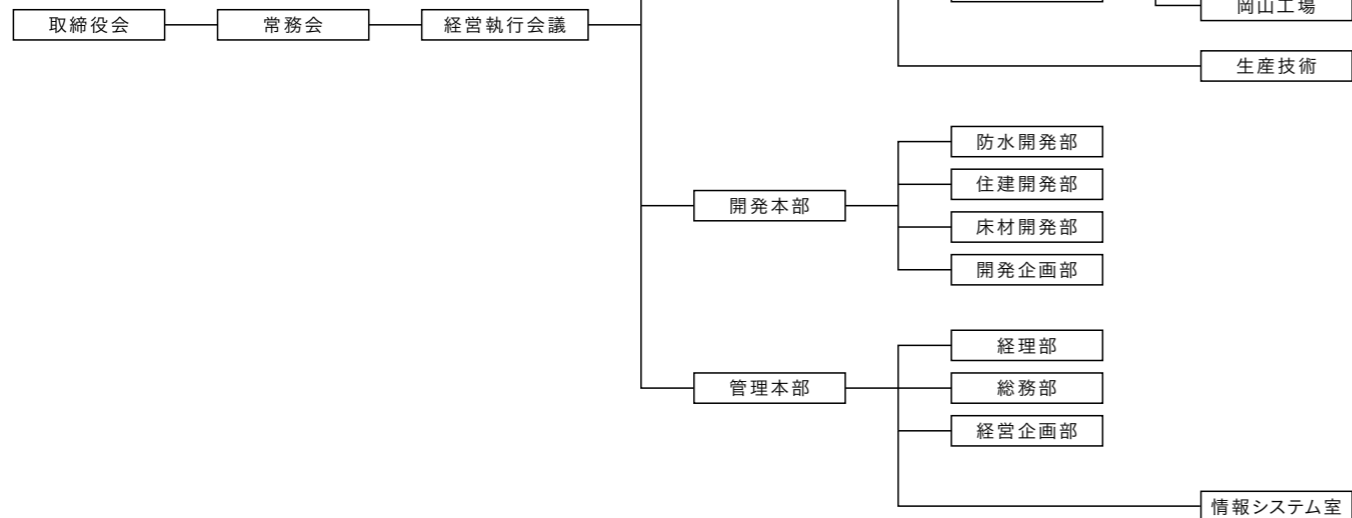 岡山工場
取締役会
常務会
経営執行会議
生産技術
防水開発部
住建開発部
開発本部
床材開発部
開発企画部
経理部
管理本部
総務部
経営企画部
情報システム室